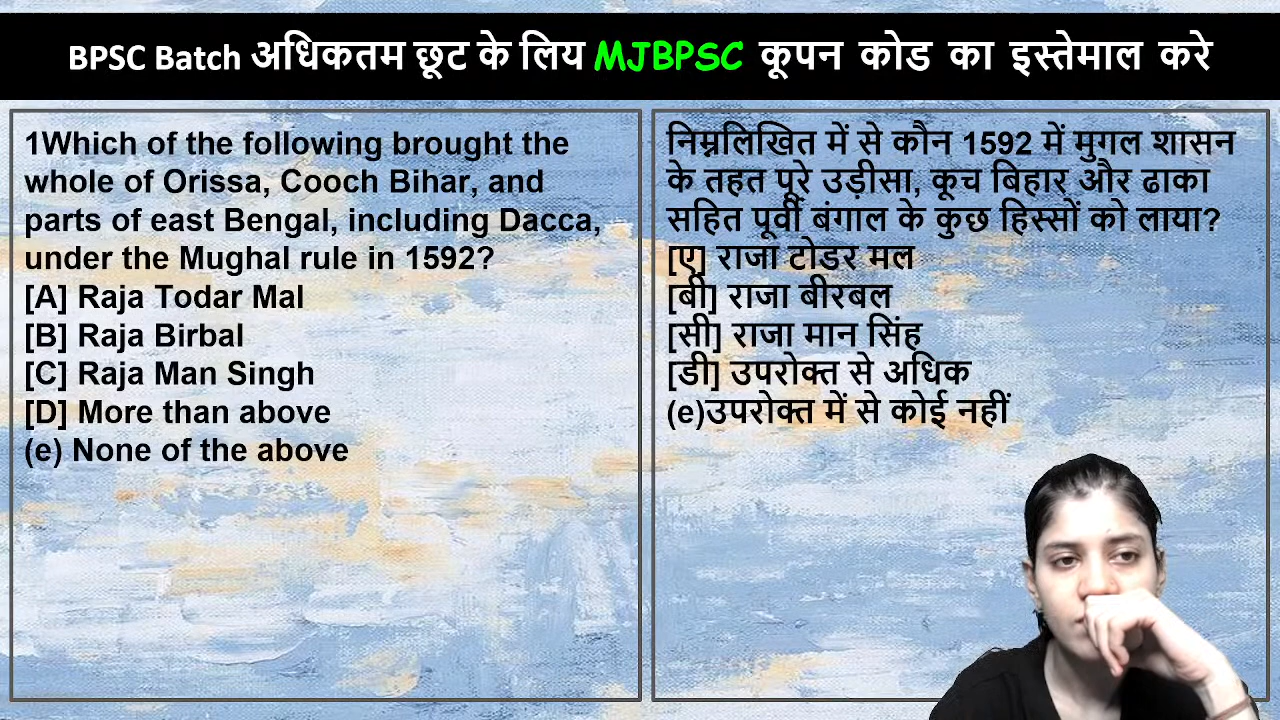 BPSC Batch अधिकतम छूट के लिय MJBPSC कूपन कोड का इस्तेमाल करे
1Which of the following brought the
whole of Orissa, Cooch Bihar, and
parts of east Bengal, including Dacca,
under the Mughal rule in 1592?
[A] Raja Todar Mal
[B] Raja Birbal
[C] Raja Man Singh
[D] More than above
(e) None of the above
निम्नलिखित में से कौन 1592 में मुगल शासन
के तहत पूरे उड़ीसा, कूच बिहार और ढाका
सहित पूर्वी बंगाल के कुछ हिस्सों को लाया?
[ए] राजा टोडर मल
[बी] राजा बीरबल
[सी] राजा मान सिंह
[डी] उपरोक्त से अधिक
(e)उपरोक्त में से कोई नहीं